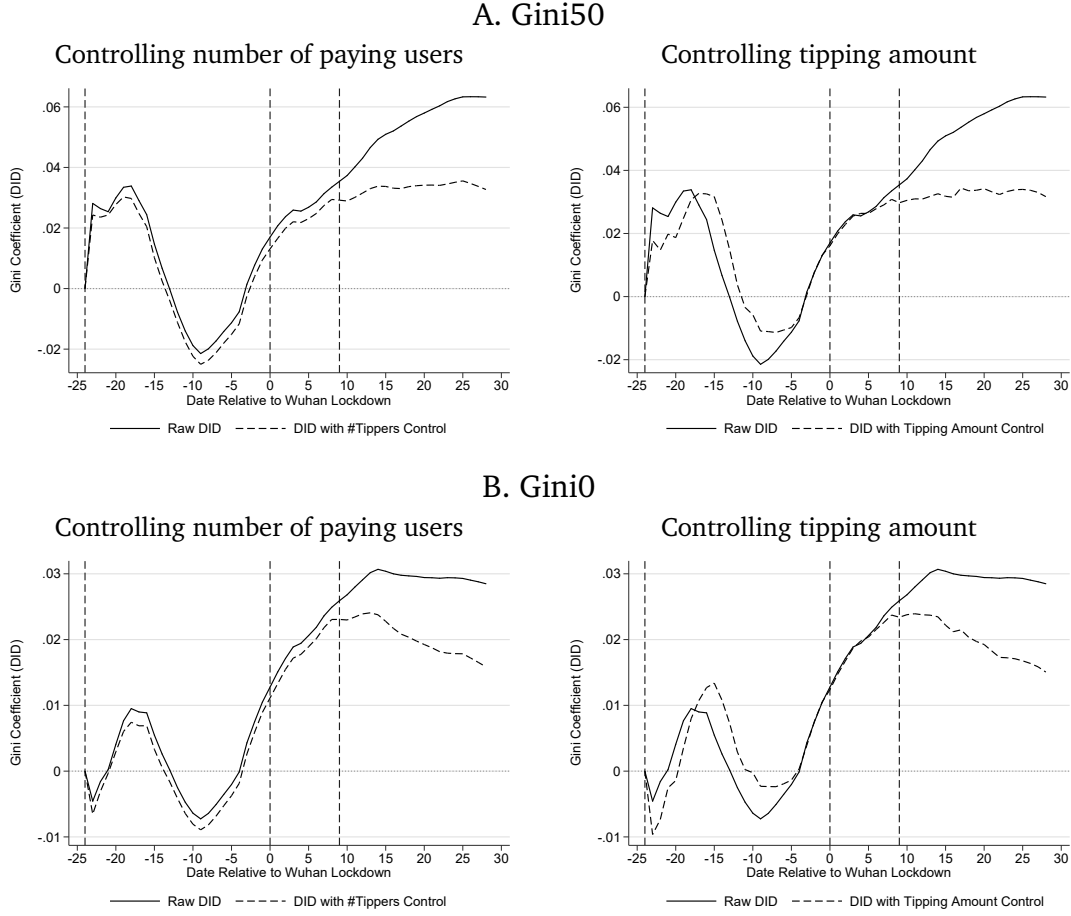 A. Gini50
Controlling number of paying users
Controlling tipping amount
Gini Coefficient (DID)
.06
.04
.02
0
-.02
-25 -20 -15 -10 -5 0 5 10 15 20 25 30
Date Relative to Wuhan Lockdown
Raw DID DID with #Tippers Control
Gini Coefficient (DID)
.06
.04
.02
0
-.02
-25 -20 -15 -10 -5 0 5 10 15 20 25 30
Date Relative to Wuhan Lockdown
Raw DID DID with Tipping Amount Control
B. Gini0
Controlling number of paying users
Controlling tipping amount
Gini Coefficient (DID)
.03
.02
.01
0
-.01
-25 -20 -15 -10 -5 0 5 10 15 20 25 30
Date Relative to Wuhan Lockdown
Raw DID DID with #Tippers Control
Gini Coefficient (DID)
.03
.02
.01
0
-.01
-25 -20 -15 -10 -5 0 5 10 15 20 25 30
Date Relative to Wuhan Lockdown
Raw DID DID with Tipping Amount Control